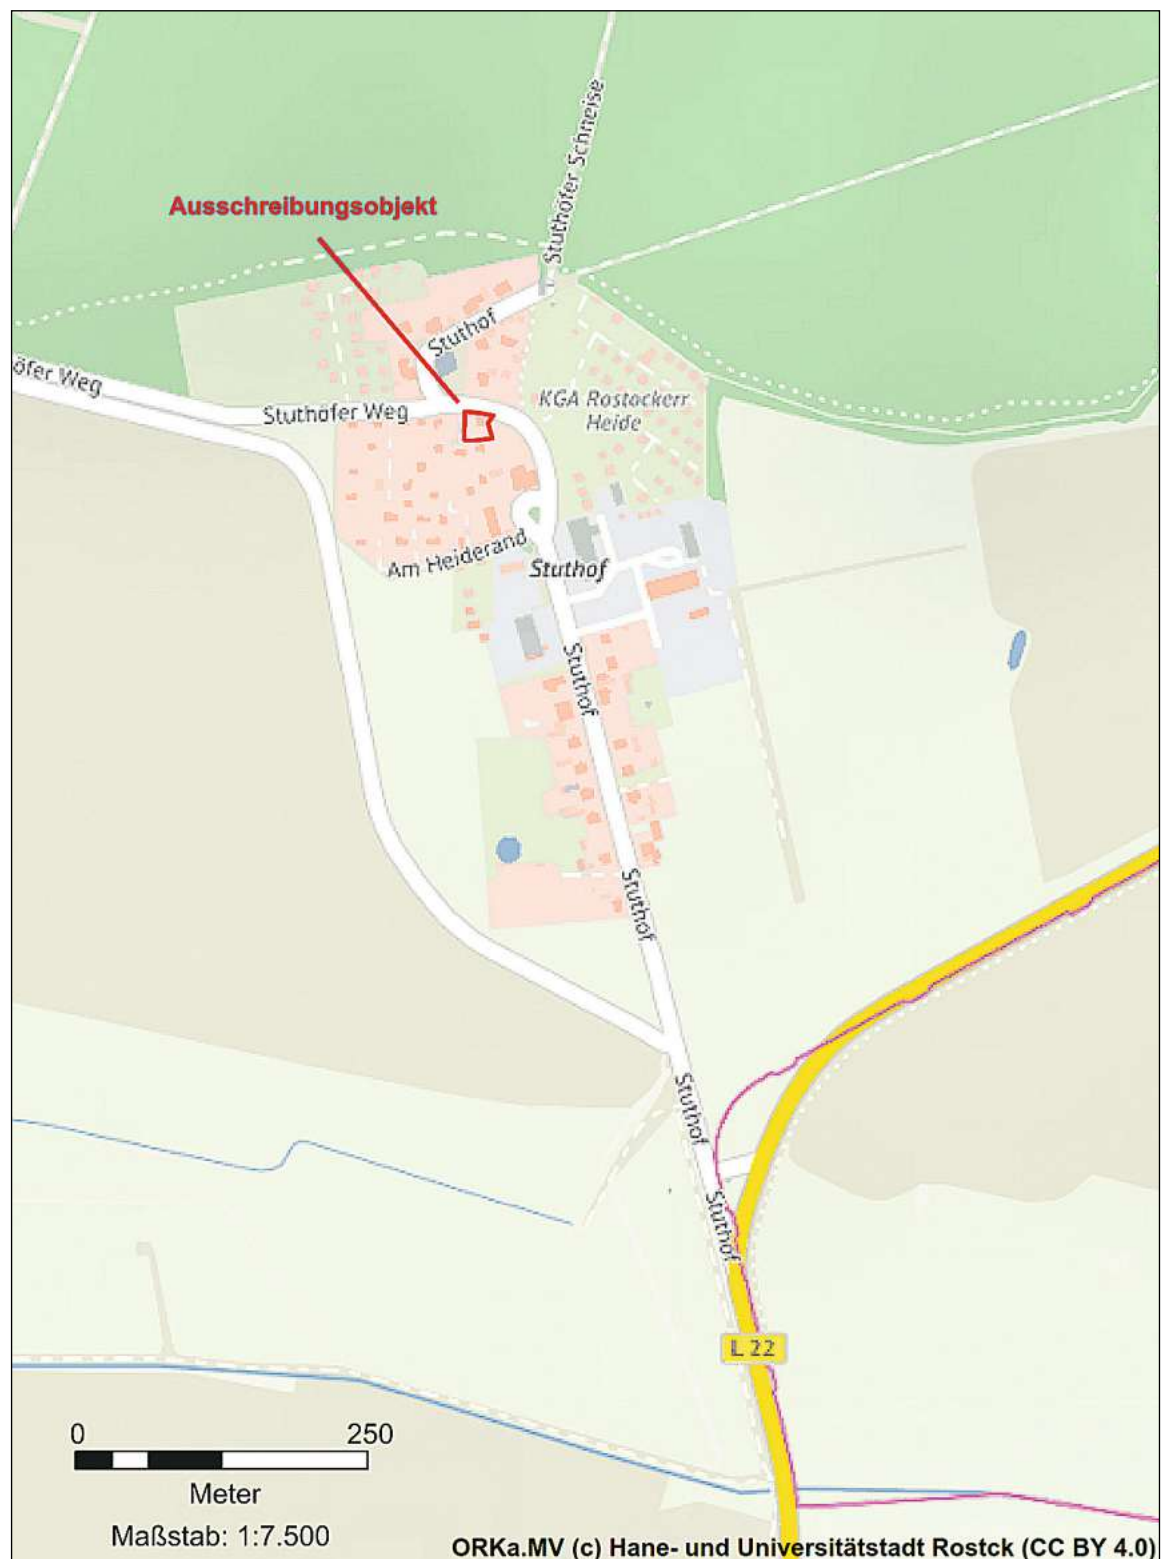 Stuthöfer Schneise
Ausschreibungsobjekt
Stuthof
öfer Weg
Stuthöfer Weg
KGA Rostockerr
Heide
Am Heiderand
Stuthof
Stuthof
Stuthof
Stuthof
Stuthof
L 22
0 250
Meter
Maßstab: 1:7.500
ORKa.MV (c) Hane- und Universitätstadt Rostck (CC BY 4.0)